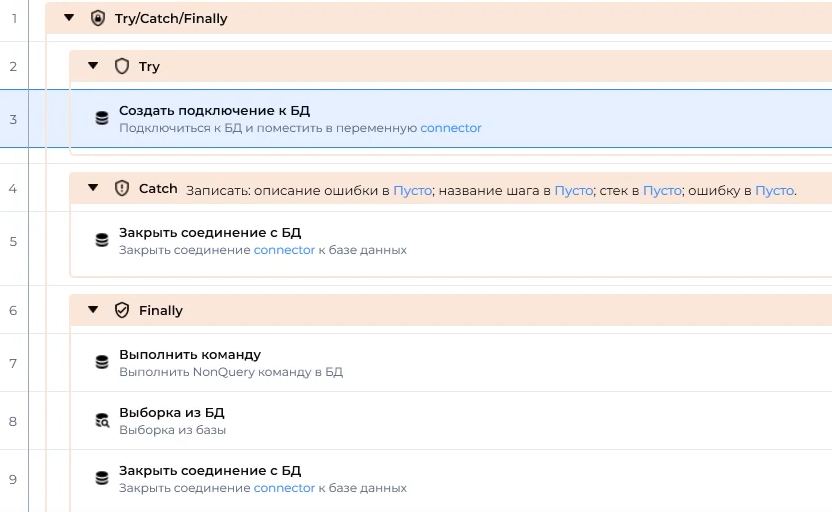 1 Try/Catch/Finally
2 Try
3 Создать подключение к БД
Подключиться к БД и поместить в переменную connector
4 Catch Записать: описание ошибки в Пусто; название шага в Пусто; стек в Пусто; ошибку в Пусто.
5 Закрыть соединение с БД
Закрыть соединение connector к базе данных
6 Finally
7 Выполнить команду
Выполнить NonQuery команду в БД
8 Выборка из БД
Выборка из базы
9 Закрыть соединение с БД
Закрыть соединение connector к базе данных